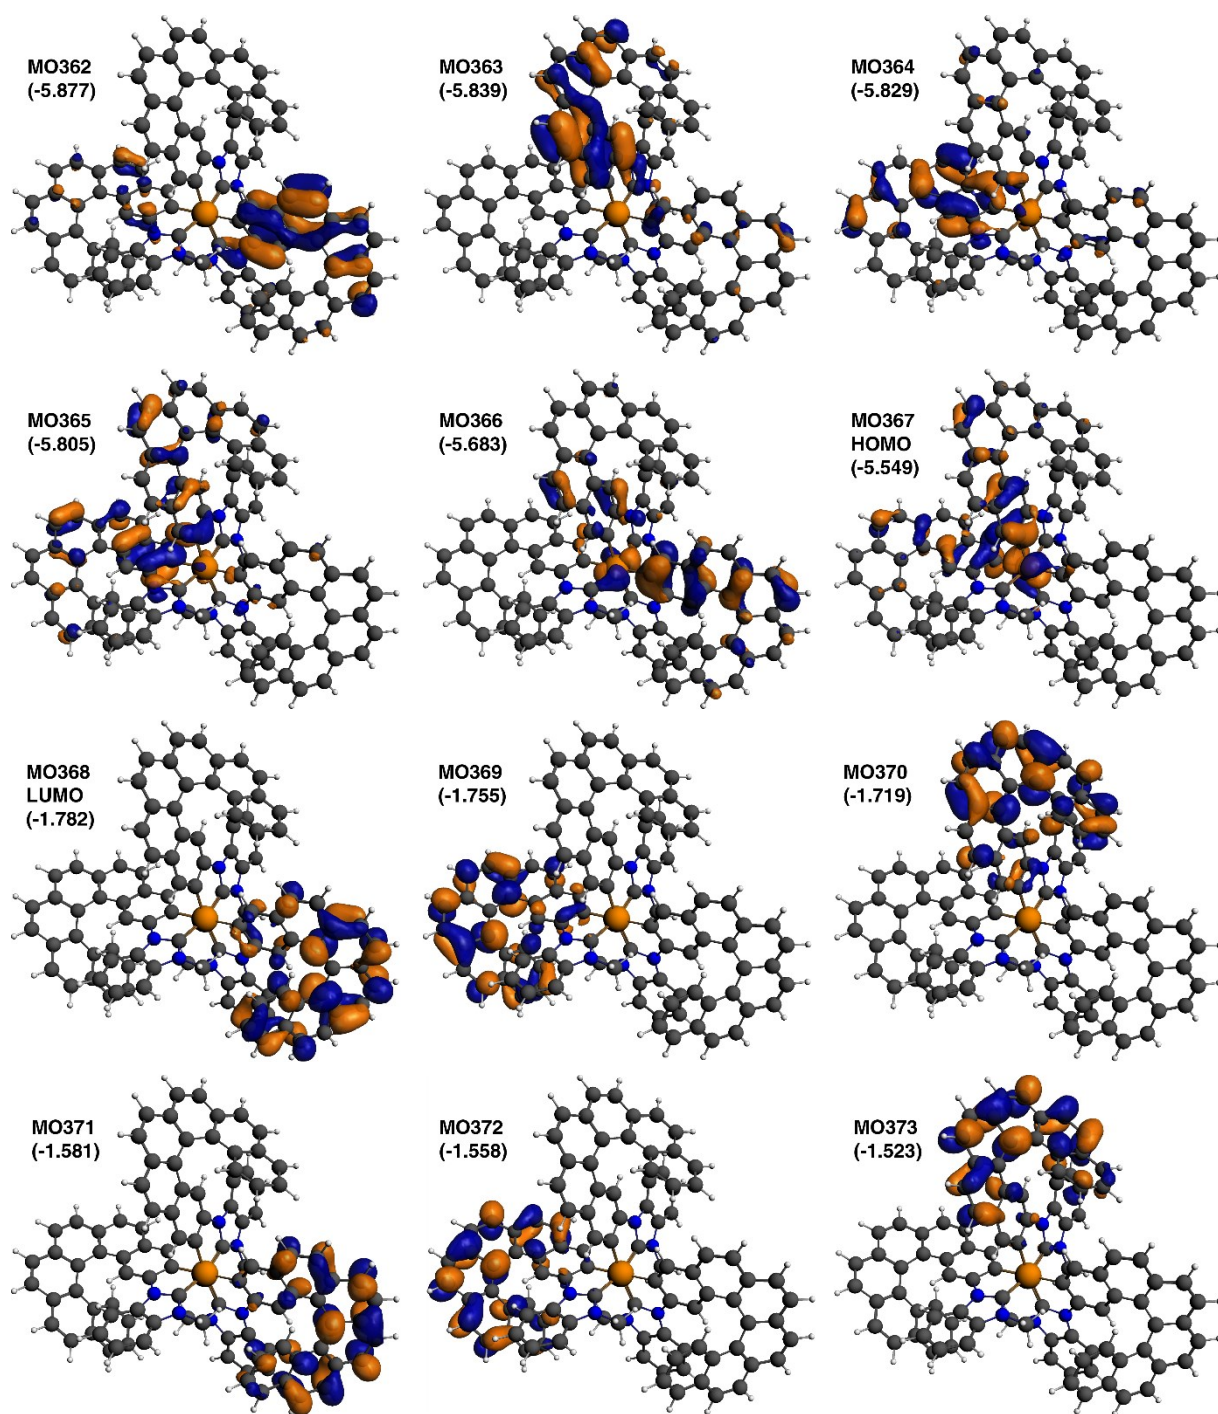 MO362
(-5.877)
MO363
(-5.839)
MO364
(-5.829)
MO365
(-5.805)
MO366
(-5.683)
MO367
HOMO
(-5.549)
MO368
LUMO
(-1.782)
MO369
(-1.755)
MO370
(-1.719)
MO371
(-1.581)
MO372
(-1.558)
MO373
(-1.523)